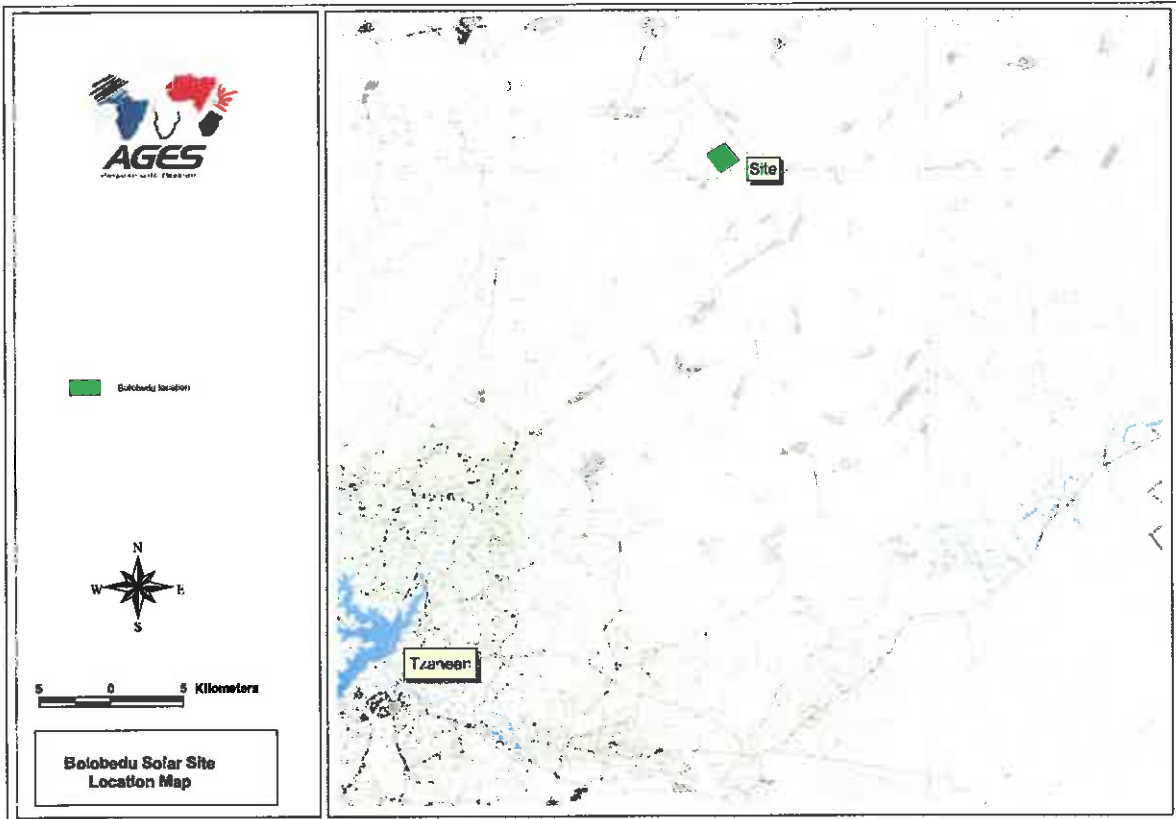 AGES
Site
Bolobedu location
N
W E
S
Tzaneen
5 0 5 Kilometers
Bolobedu Solar Site
Location Map